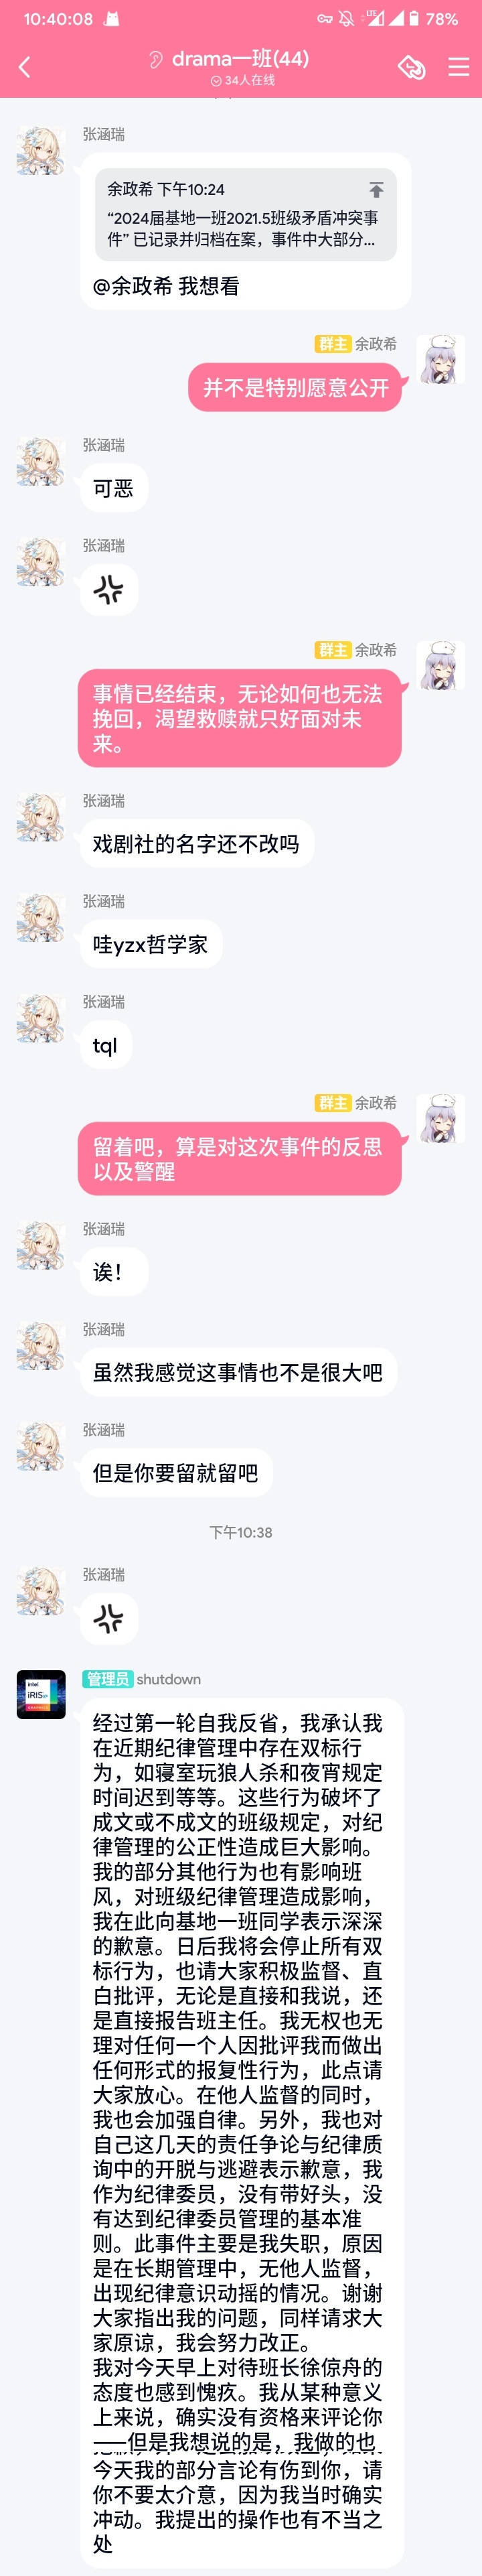 10:40:08
LTE
78%
drama一班(44)
34人在线
张涵瑞
余政希 下午10:24
“2024届基地一班2021.5班级矛盾冲突事
件” 已记录并归档在案，事件中大部分...
@余政希 我想看
群主 余政希
并不是特别愿意公开
张涵瑞
可恶
张涵瑞
群主 余政希
事情已经结束，无论如何也无法
挽回，渴望救赎就只好面对未
来。
张涵瑞
戏剧社的名字还不改吗
张涵瑞
哇yzx哲学家
张涵瑞
tql
群主 余政希
留着吧，算是对这次事件的反思
以及警醒
张涵瑞
诶！
张涵瑞
虽然我感觉这事情也不是很大吧
张涵瑞
但是你要留就留吧
下午10:38
张涵瑞
intel
iRIS
管理员 shutdown
经过第一轮自我反省，我承认我
在近期纪律管理中存在双标行
为，如寝室玩狼人杀和夜宵规定
时间迟到等等。这些行为破坏了
成文或不成文的班级规定，对纪
律管理的公正性造成巨大影响。
我的部分其他行为也有影响班
风，对班级纪律管理造成影响，
我在此向基地一班同学表示深深
的歉意。日后我将会停止所有双
标行为，也请大家积极监督、直
白批评，无论是直接和我说，还
是直接报告班主任。我无权也无
理对任何一个人因批评我而做出
任何形式的报复性行为，此点请
大家放心。在他人监督的同时，
我也会加强自律。另外，我也对
自己这几天的责任争论与纪律质
询中的开脱与逃避表示歉意，我
作为纪律委员，没有带好头，没
有达到纪律委员管理的基本准
则。此事件主要是我失职，原因
是在长期管理中，无他人监督，
出现纪律意识动摇的情况。谢谢
大家指出我的问题，同样请求大
家原谅，我会努力改正。
我对今天早上对待班长徐倞舟的
态度也感到愧疚。我从某种意义
上来说，确实没有资格来评论你
——但是我想说的是，我做的也
今天我的部分言论有伤到你，请
你不要太介意，因为我当时确实
冲动。我提出的操作也有不当之
处